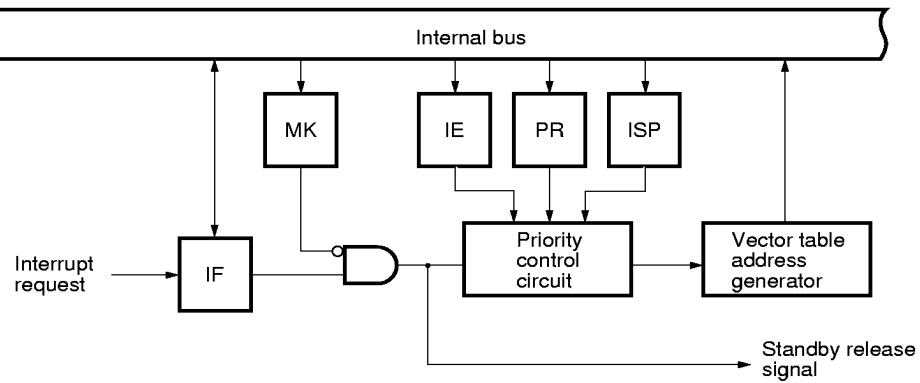 Internal bus
MK
IE
PR
ISP
Interrupt
request
IF
Priority
control
circuit
Vector table
address
generator
Standby release
signal